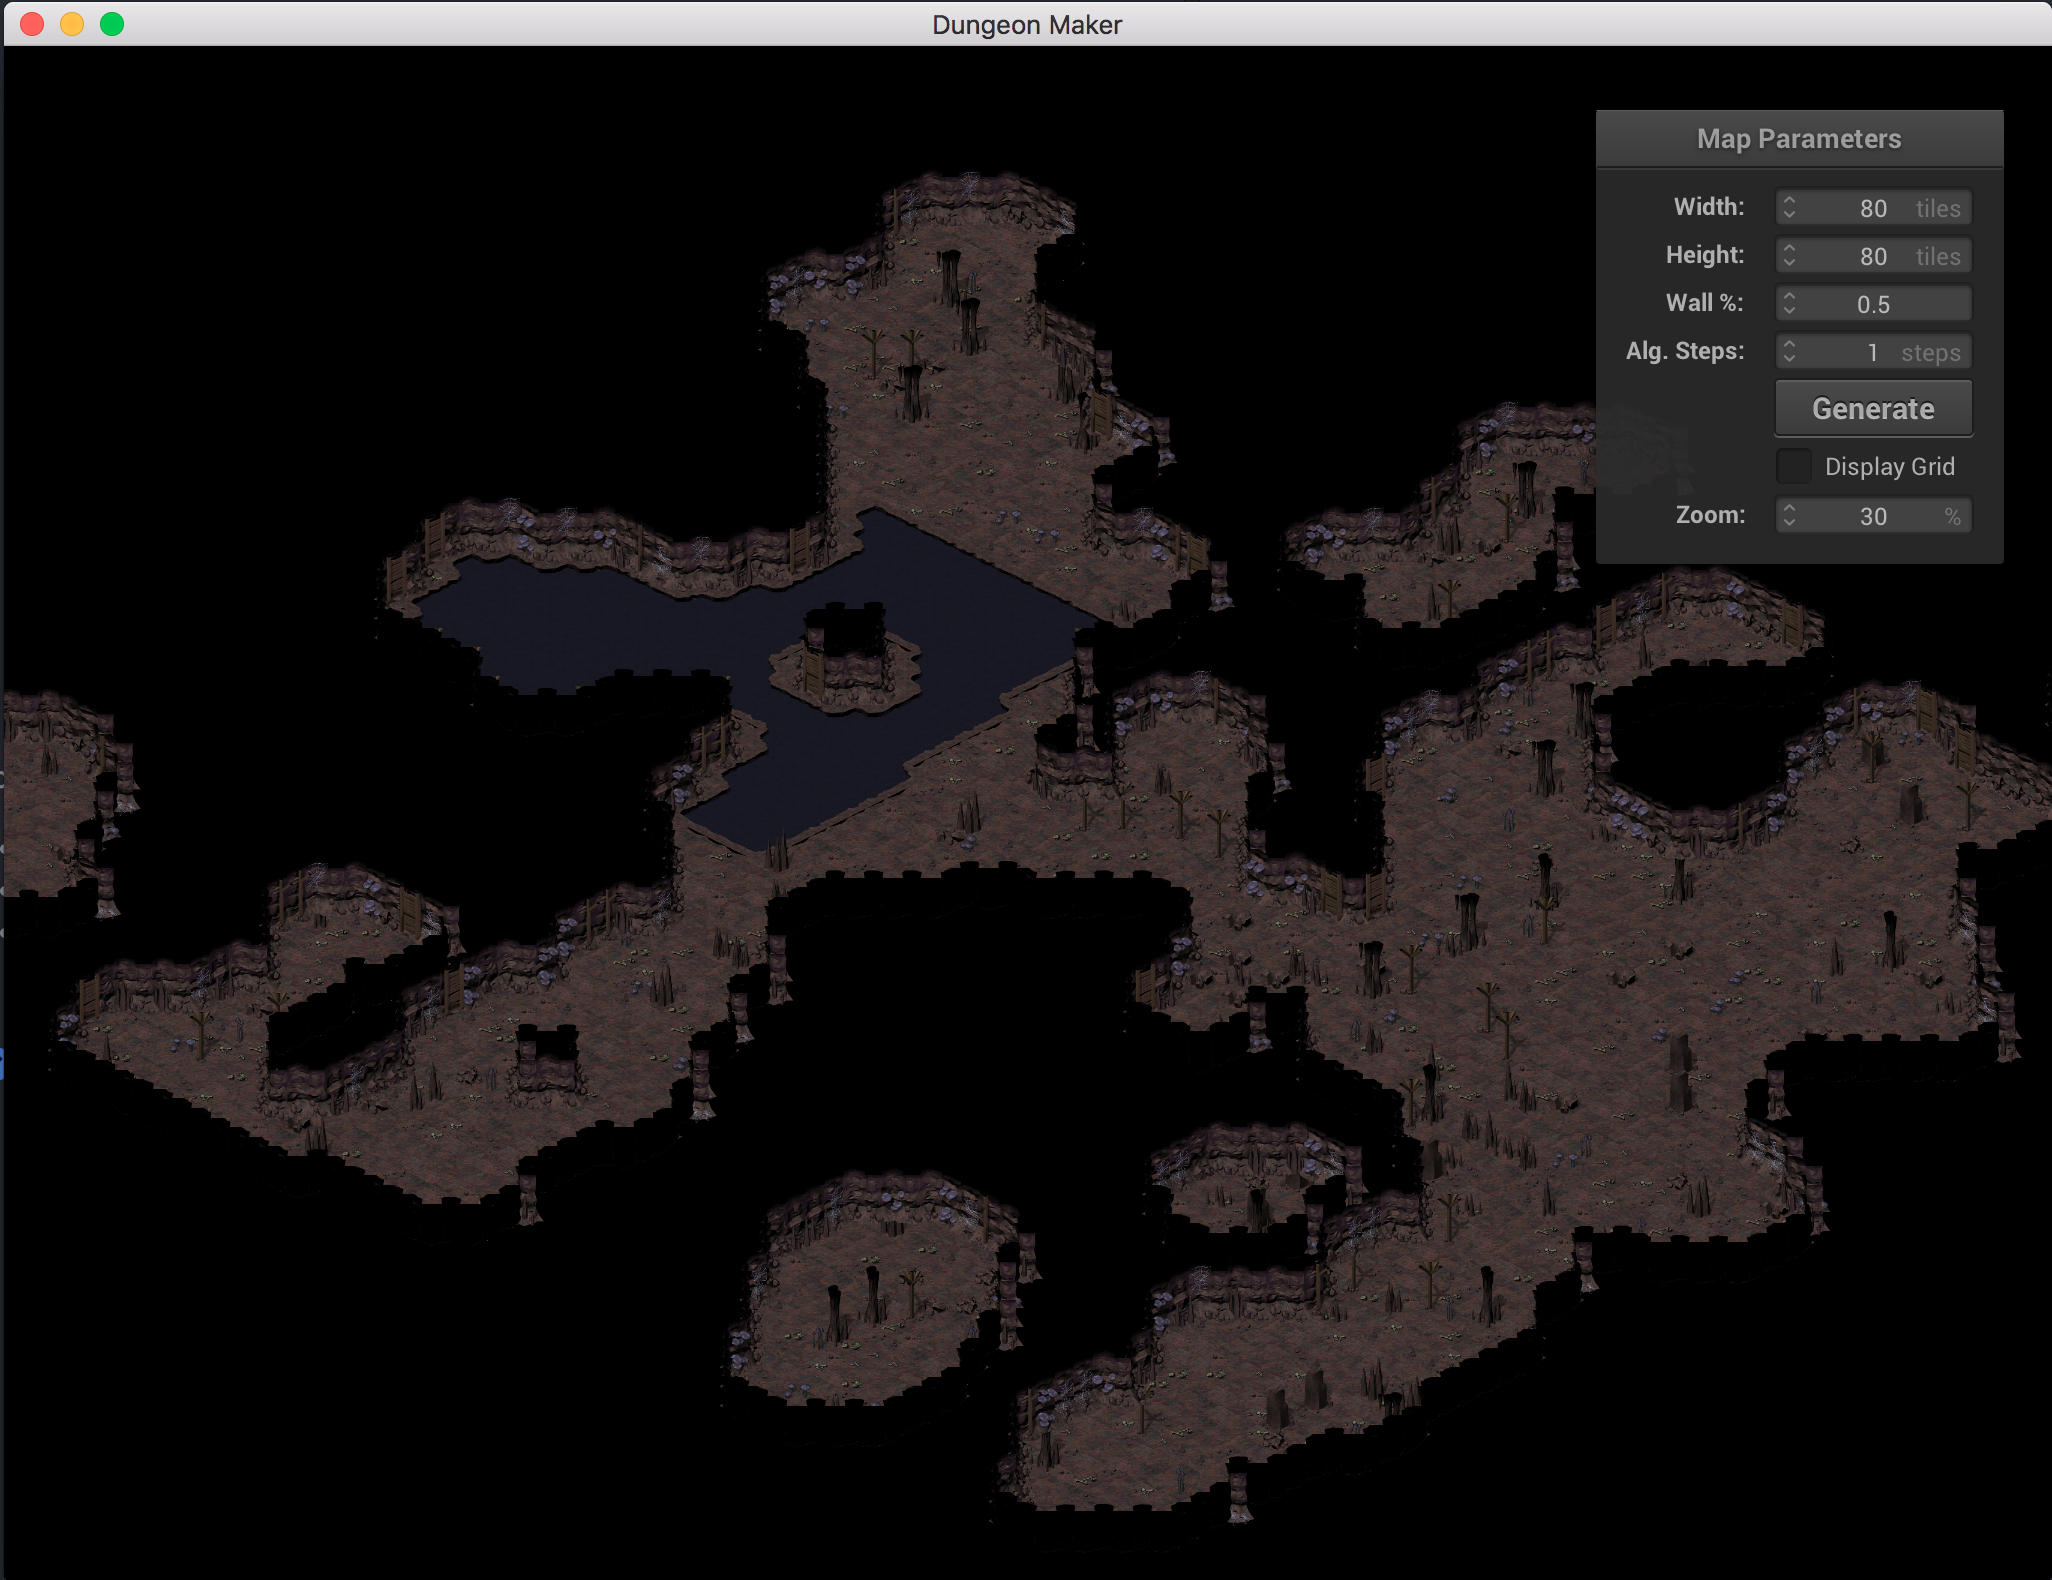 Dungeon Maker
Map Parameters
Width: 80 tiles
Height: 80 tiles
Wall %: 0.5
Alg. Steps: 1 steps
Generate
Display Grid
Zoom: 30 %